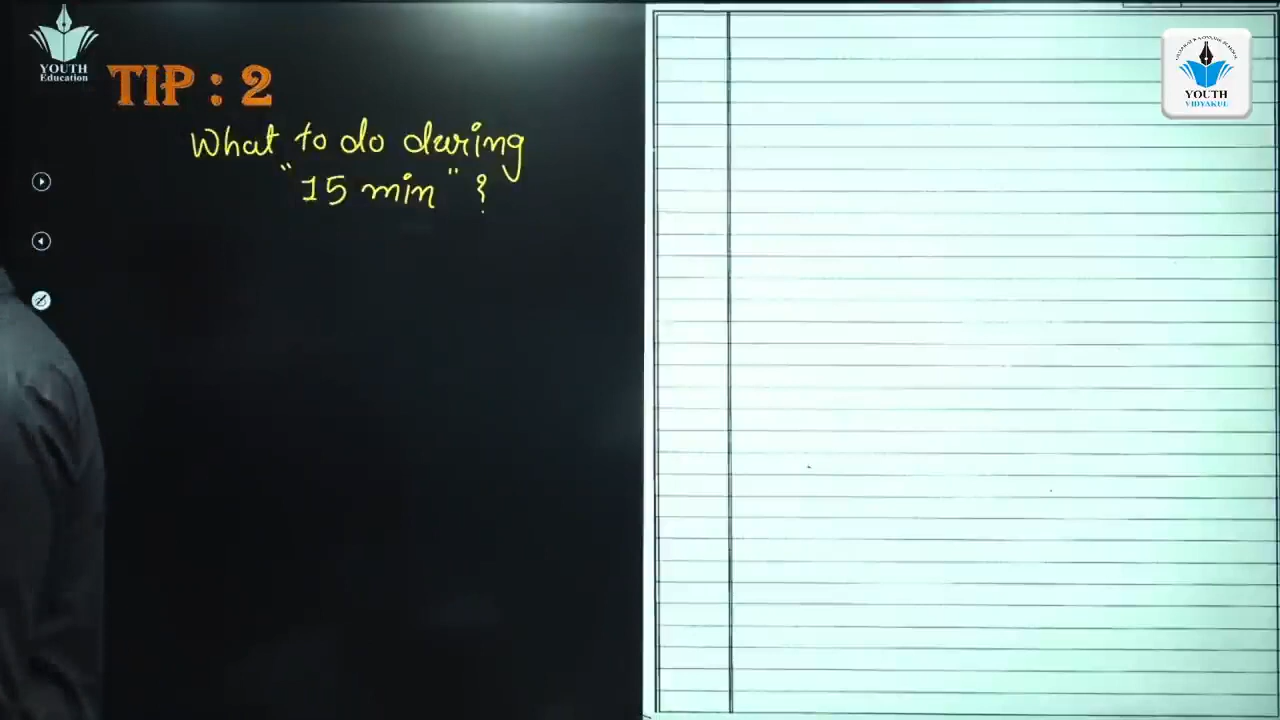 YOUTH
Education
TIP : 2
What to do during
"15 min" ?
YOUTH
VIDYAKUL